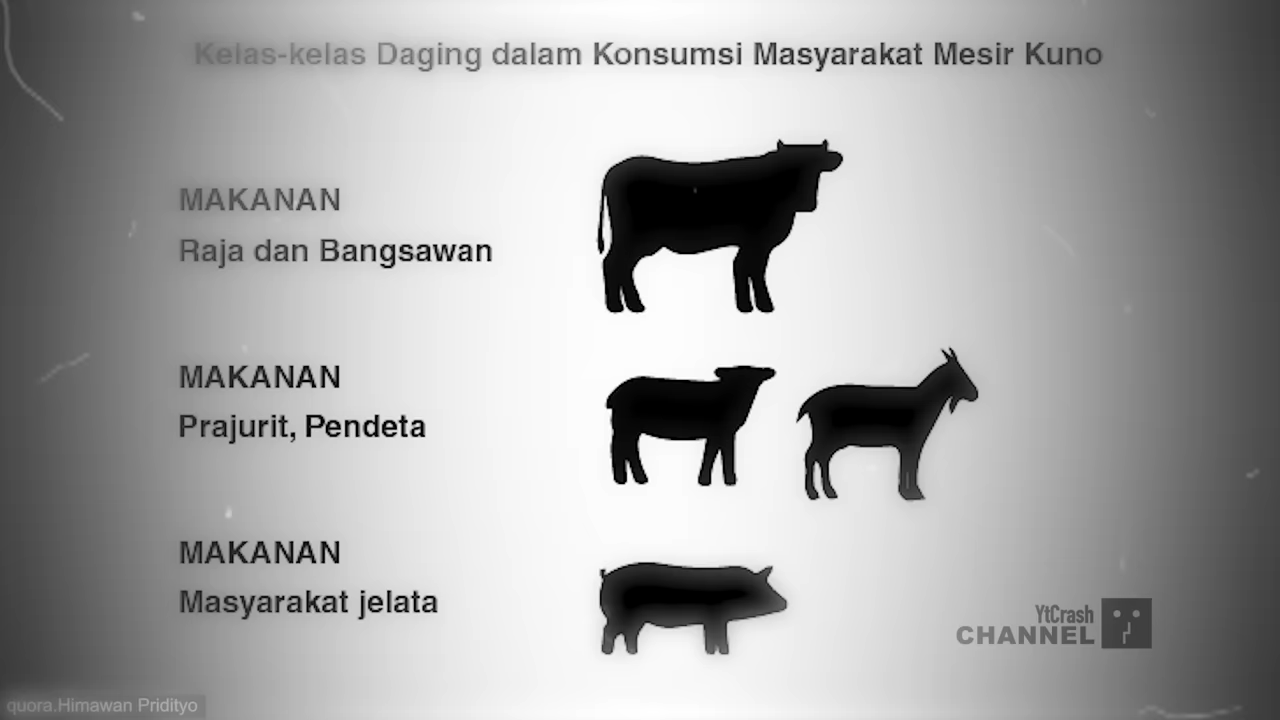 Kelas-kelas Daging dalam Konsumsi Masyarakat Mesir Kuno
MAKANAN
Raja dan Bangsawan
MAKANAN
Prajurit, Pendeta
MAKANAN
Masyarakat jelata
YtCrash
CHANNEL
quora.Himawan Pridityo